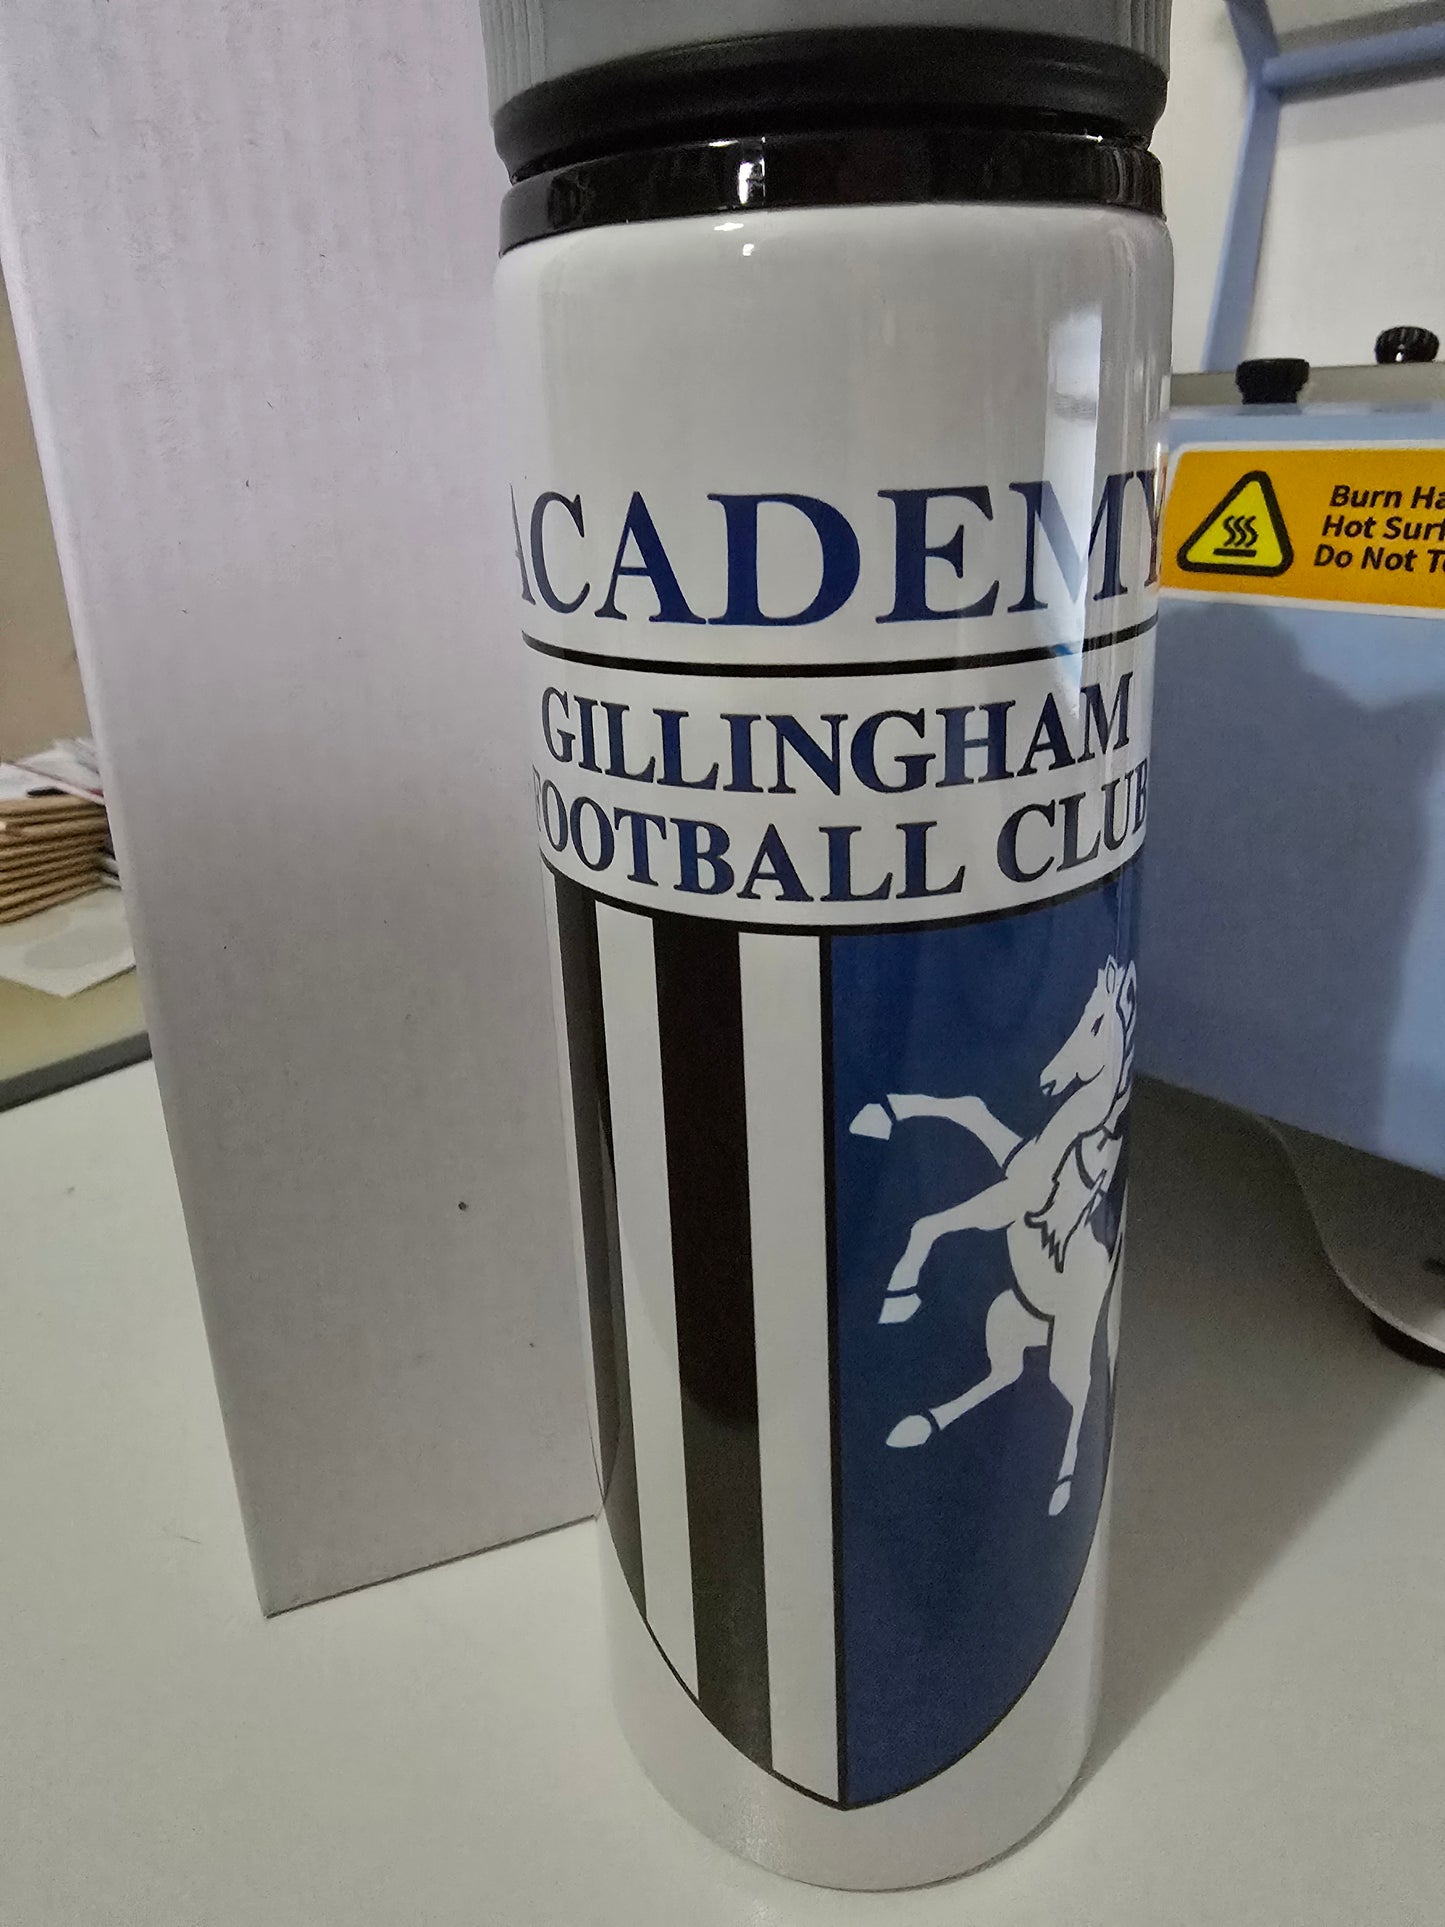 ACADEMY
GILLINGHAM
FOOTBALL CLUB
Burn Ha
Hot Surf
Do Not T